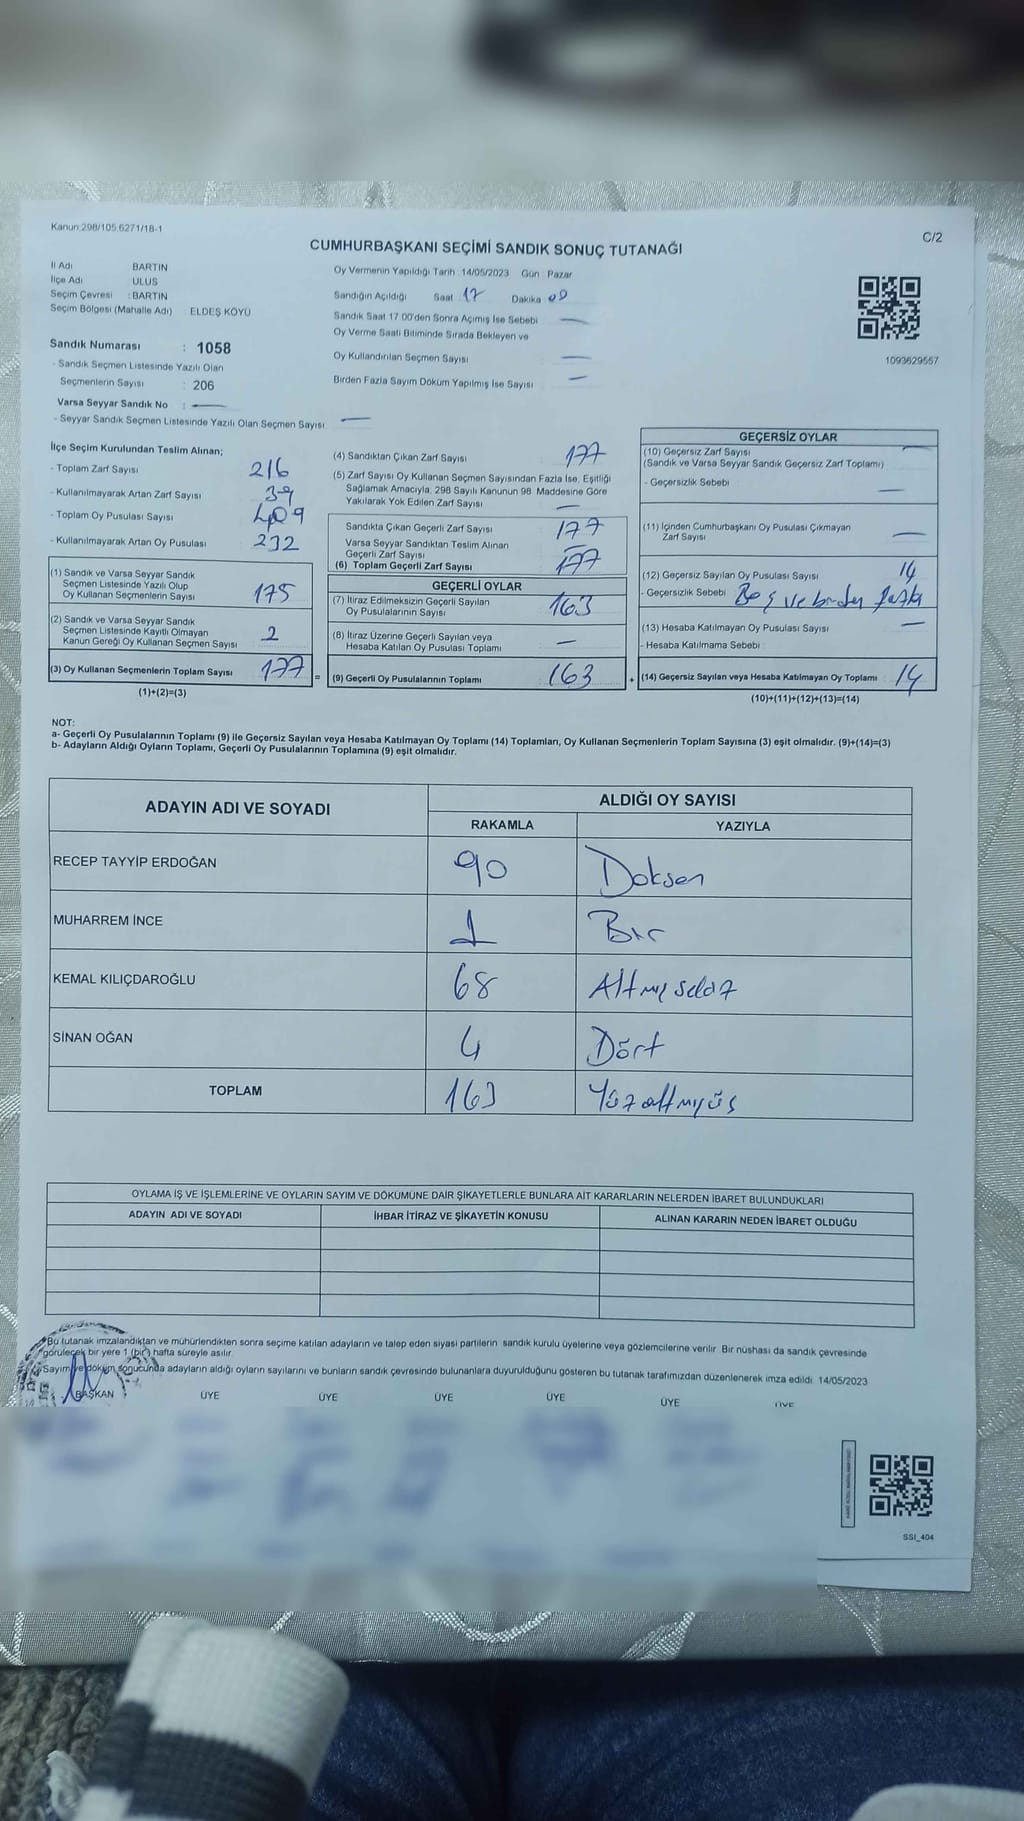 Kanun:298/105.6271/18-1
C/2
CUMHURBAŞKANI SEÇİMİ SANDIK SONUÇ TUTANAĞI
İl Adı BARTIN
İlçe Adı : ULUS
Seçim Çevresi : BARTIN
Seçim Bölgesi (Mahalle Adı) : ELDEŞ KÖYÜ
Sandık Numarası : 1058
- Sandık Seçmen Listesinde Yazılı Olan
Seçmenlerin Sayısı : 206
Varsa Seyyar Sandık No : —
- Seyyar Sandık Seçmen Listesinde Yazılı Olan Seçmen Sayısı : —
Oy Vermenin Yapıldığı Tarih : 14/05/2023 Gün : Pazar
Sandığın Açıldığı Saat 17 Dakika 00
Sandık Saat 17:00'den Sonra Açımış İse Sebebi : —
Oy Verme Saati Bitiminde Sırada Bekleyen ve
Oy Kullandırılan Seçmen Sayısı —
Birden Fazla Sayım Döküm Yapılmış İse Sayısı : —
1093629557
İlçe Seçim Kurulundan Teslim Alınan;
- Toplam Zarf Sayısı 216
- Kullanılmayarak Artan Zarf Sayısı 39
- Toplam Oy Pusulası Sayısı 409
- Kullanılmayarak Artan Oy Pusulası 232
(1) Sandık ve Varsa Seyyar Sandık
Seçmen Listesinde Yazılı Olup
Oy Kullanan Seçmenlerin Sayısı 175
(2) Sandık ve Varsa Seyyar Sandık
Seçmen Listesinde Kayıtlı Olmayan
Kanun Gereği Oy Kullanan Seçmen Sayısı 2
(3) Oy Kullanan Seçmenlerin Toplam Sayısı 177
(1)+(2)=(3)
(4) Sandıktan Çıkan Zarf Sayısı 177
(5) Zarf Sayısı Oy Kullanan Seçmen Sayısından Fazla İse, Eşitliği
Sağlamak Amacıyla, 298 Sayılı Kanunun 98. Maddesine Göre
Yakılarak Yok Edilen Zarf Sayısı —
Sandıkta Çıkan Geçerli Zarf Sayısı 177
Varsa Seyyar Sandıktan Teslim Alınan
Geçerli Zarf Sayısı —
(6) Toplam Geçerli Zarf Sayısı 177
=
GEÇERLİ OYLAR
(7) İtiraz Edilmeksizin Geçerli Sayılan
Oy Pusulalarının Sayısı 163
(8) İtiraz Üzerine Geçerli Sayılan veya
Hesaba Katılan Oy Pusulası Toplamı —
(9) Geçerli Oy Pusulalarının Toplamı 163
+
GEÇERSİZ OYLAR
(10) Geçersiz Zarf Sayısı —
(Sandık ve Varsa Seyyar Sandık Geçersiz Zarf Toplamı)
- Geçersizlik Sebebi —
(11) İçinden Cumhurbaşkanı Oy Pusulası Çıkmayan
Zarf Sayısı —
(12) Geçersiz Sayılan Oy Pusulası Sayısı 14
- Geçersizlik Sebebi Boş ve birden fazla
(13) Hesaba Katılmayan Oy Pusulası Sayısı —
- Hesaba Katılmama Sebebi
(14) Geçersiz Sayılan veya Hesaba Katılmayan Oy Toplamı 14
(10)+(11)+(12)+(13)=(14)
NOT:
a- Geçerli Oy Pusulalarının Toplamı (9) ile Geçersiz Sayılan veya Hesaba Katılmayan Oy Toplamı (14) Toplamları, Oy Kullanan Seçmenlerin Toplam Sayısına (3) eşit olmalıdır. (9)+(14)=(3)
b- Adayların Aldığı Oyların Toplamı, Geçerli Oy Pusulalarının Toplamına (9) eşit olmalıdır.
ADAYIN ADI VE SOYADI ALDIĞI OY SAYISI
RAKAMLA YAZIYLA
RECEP TAYYİP ERDOĞAN 90 Doksan
MUHARREM İNCE 1 Bir
KEMAL KILIÇDAROĞLU 68
SİNAN OĞAN 4 Dört
TOPLAM 163
OYLAMA İŞ VE İŞLEMLERİNE VE OYLARIN SAYIM VE DÖKÜMÜNE DAİR ŞİKAYETLERLE BUNLARA AİT KARARLARIN NELERDEN İBARET BULUNDUKLARI
ADAYIN ADI VE SOYADI İHBAR İTİRAZ VE ŞİKAYETİN KONUSU ALINAN KARARIN NEDEN İBARET OLDUĞU
Bu tutanak imzalandıktan ve mühürlendikten sonra seçime katılan adayların ve talep eden siyasi partilerin sandık kurulu üyelerine veya gözlemcilerine verilir. Bir nüshası da sandık çevresinde
görülecek bir yere 1 (bir) hafta süreyle asılır.
Sayım ve döküm sonucunda adayların aldığı oyların sayılarını ve bunların sandık çevresinde bulunanlara duyurulduğunu gösteren bu tutanak tarafımızdan düzenlenerek imza edildi. 14/05/2023
BAŞKAN ÜYE ÜYE ÜYE ÜYE ÜYE ÜYE
SSI_404